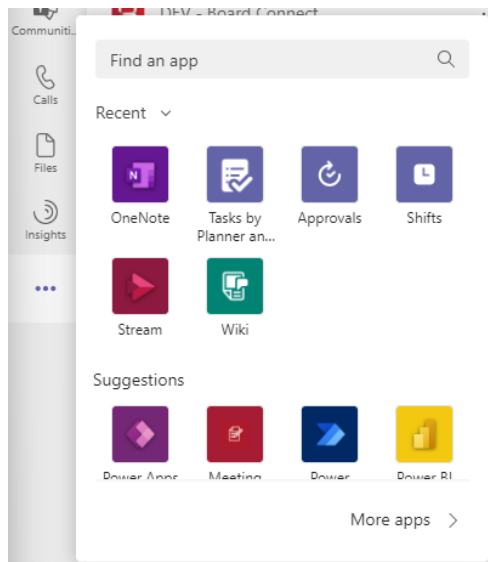 Communiti...
DEV - Board Connect
Find an app
Calls
Recent
Files
N
OneNote
Tasks by
Planner an...
Approvals
Shifts
Insights
Stream
Wiki
Suggestions
Power Apps
Meeting
Power
Power BI
More apps